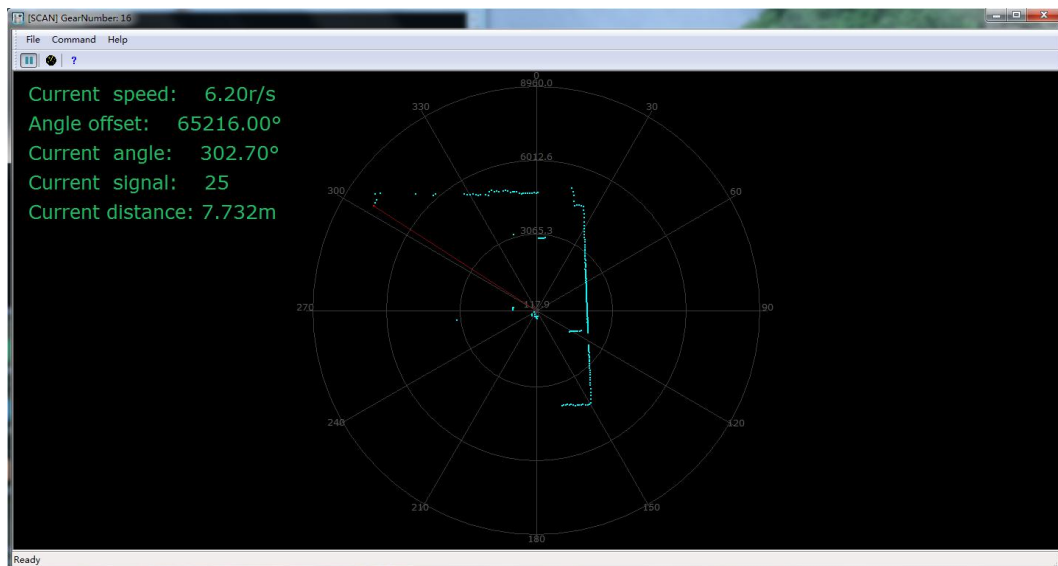 [SCAN] GearNumber: 16
File Command Help
?
Current speed: 6.20r/s
Angle offset: 65216.00°
Current angle: 302.70°
Current signal: 25
Current distance: 7.732m
0
8960.0
330
30
6012.6
300
60
3065.3
270
117.9
90
240
120
210
150
180
Ready